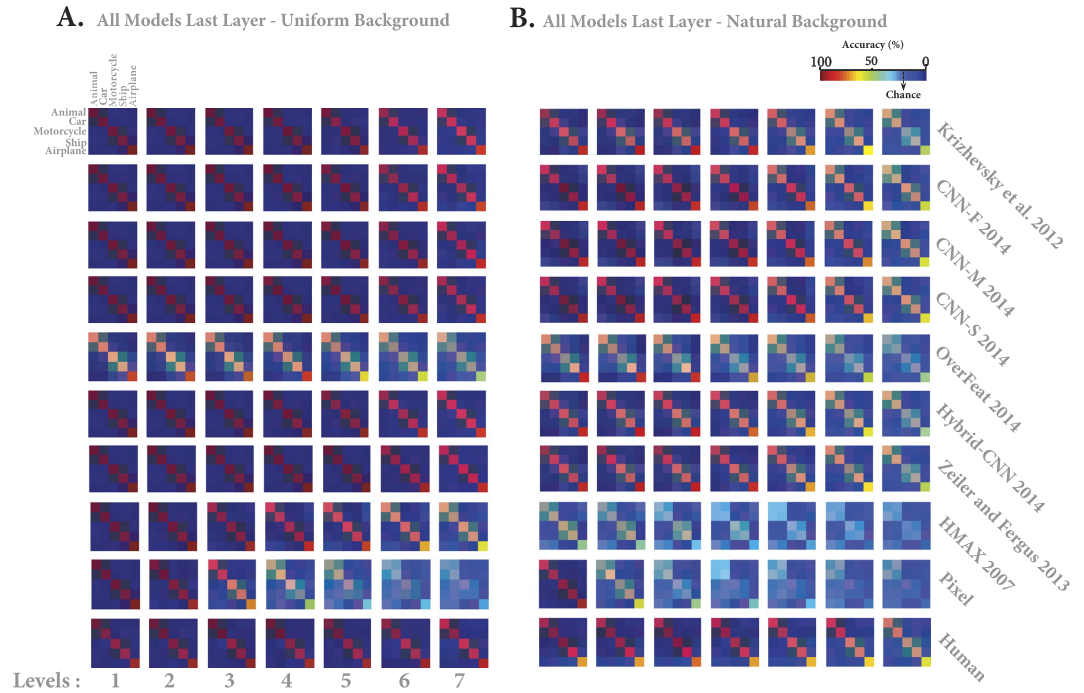 A. All Models Last Layer - Uniform Background
B. All Models Last Layer - Natural Background
Accuracy (%)
100 50 0
Chance
Animal
Car
Motorcycle
Ship
Airplane
Animal
Car
Motorcycle
Ship
Airplane
Krizhevsky et al. 2012
CNN-F 2014
CNN-M 2014
CNN-S 2014
OverFeat 2014
Hybrid-CNN 2014
Zeiler and Fergus 2013
HMAX 2007
Pixel
Human
Levels : 1 2 3 4 5 6 7